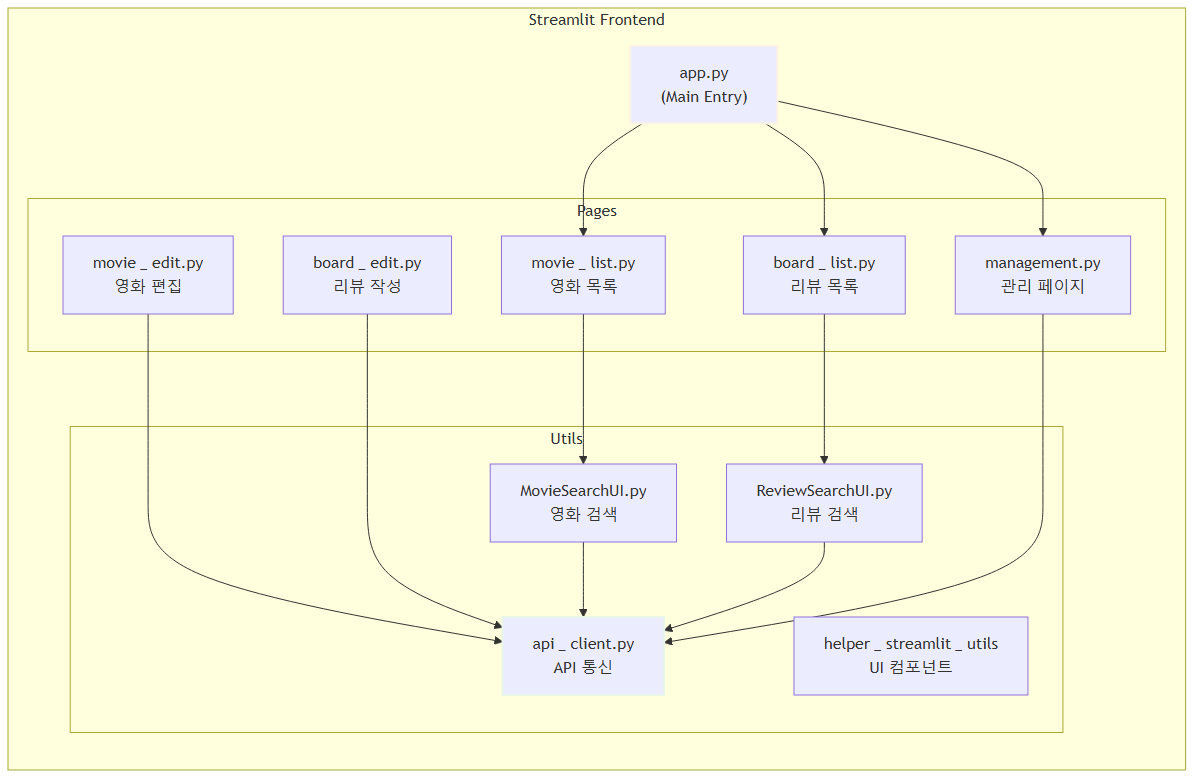 Streamlit Frontend
app.py
(Main Entry)
Pages
movie _ edit.py
영화 편집
board _ edit.py
리뷰 작성
movie _ list.py
영화 목록
board _ list.py
리뷰 목록
management.py
관리 페이지
Utils
MovieSearchUI.py
영화 검색
ReviewSearchUI.py
리뷰 검색
api _ client.py
API 통신
helper _ streamlit _ utils
UI 컴포넌트